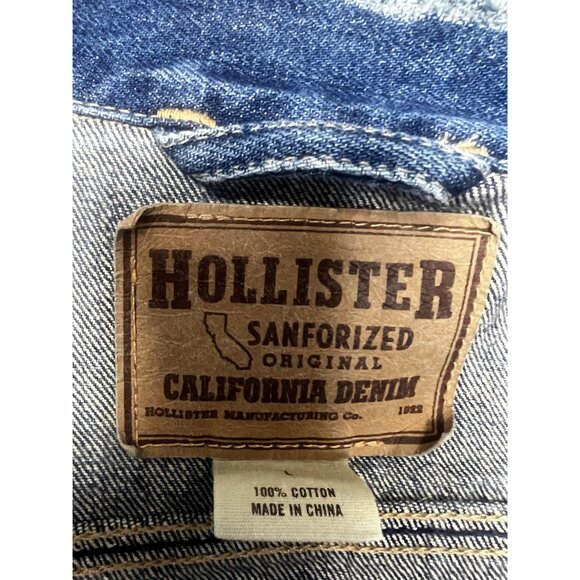 HOLLISTER
SANFORIZED
ORIGINAL
CALIFORNIA DENIM
HOLLISTER MANUFACTURING Co. 1922
100% COTTON
MADE IN CHINA